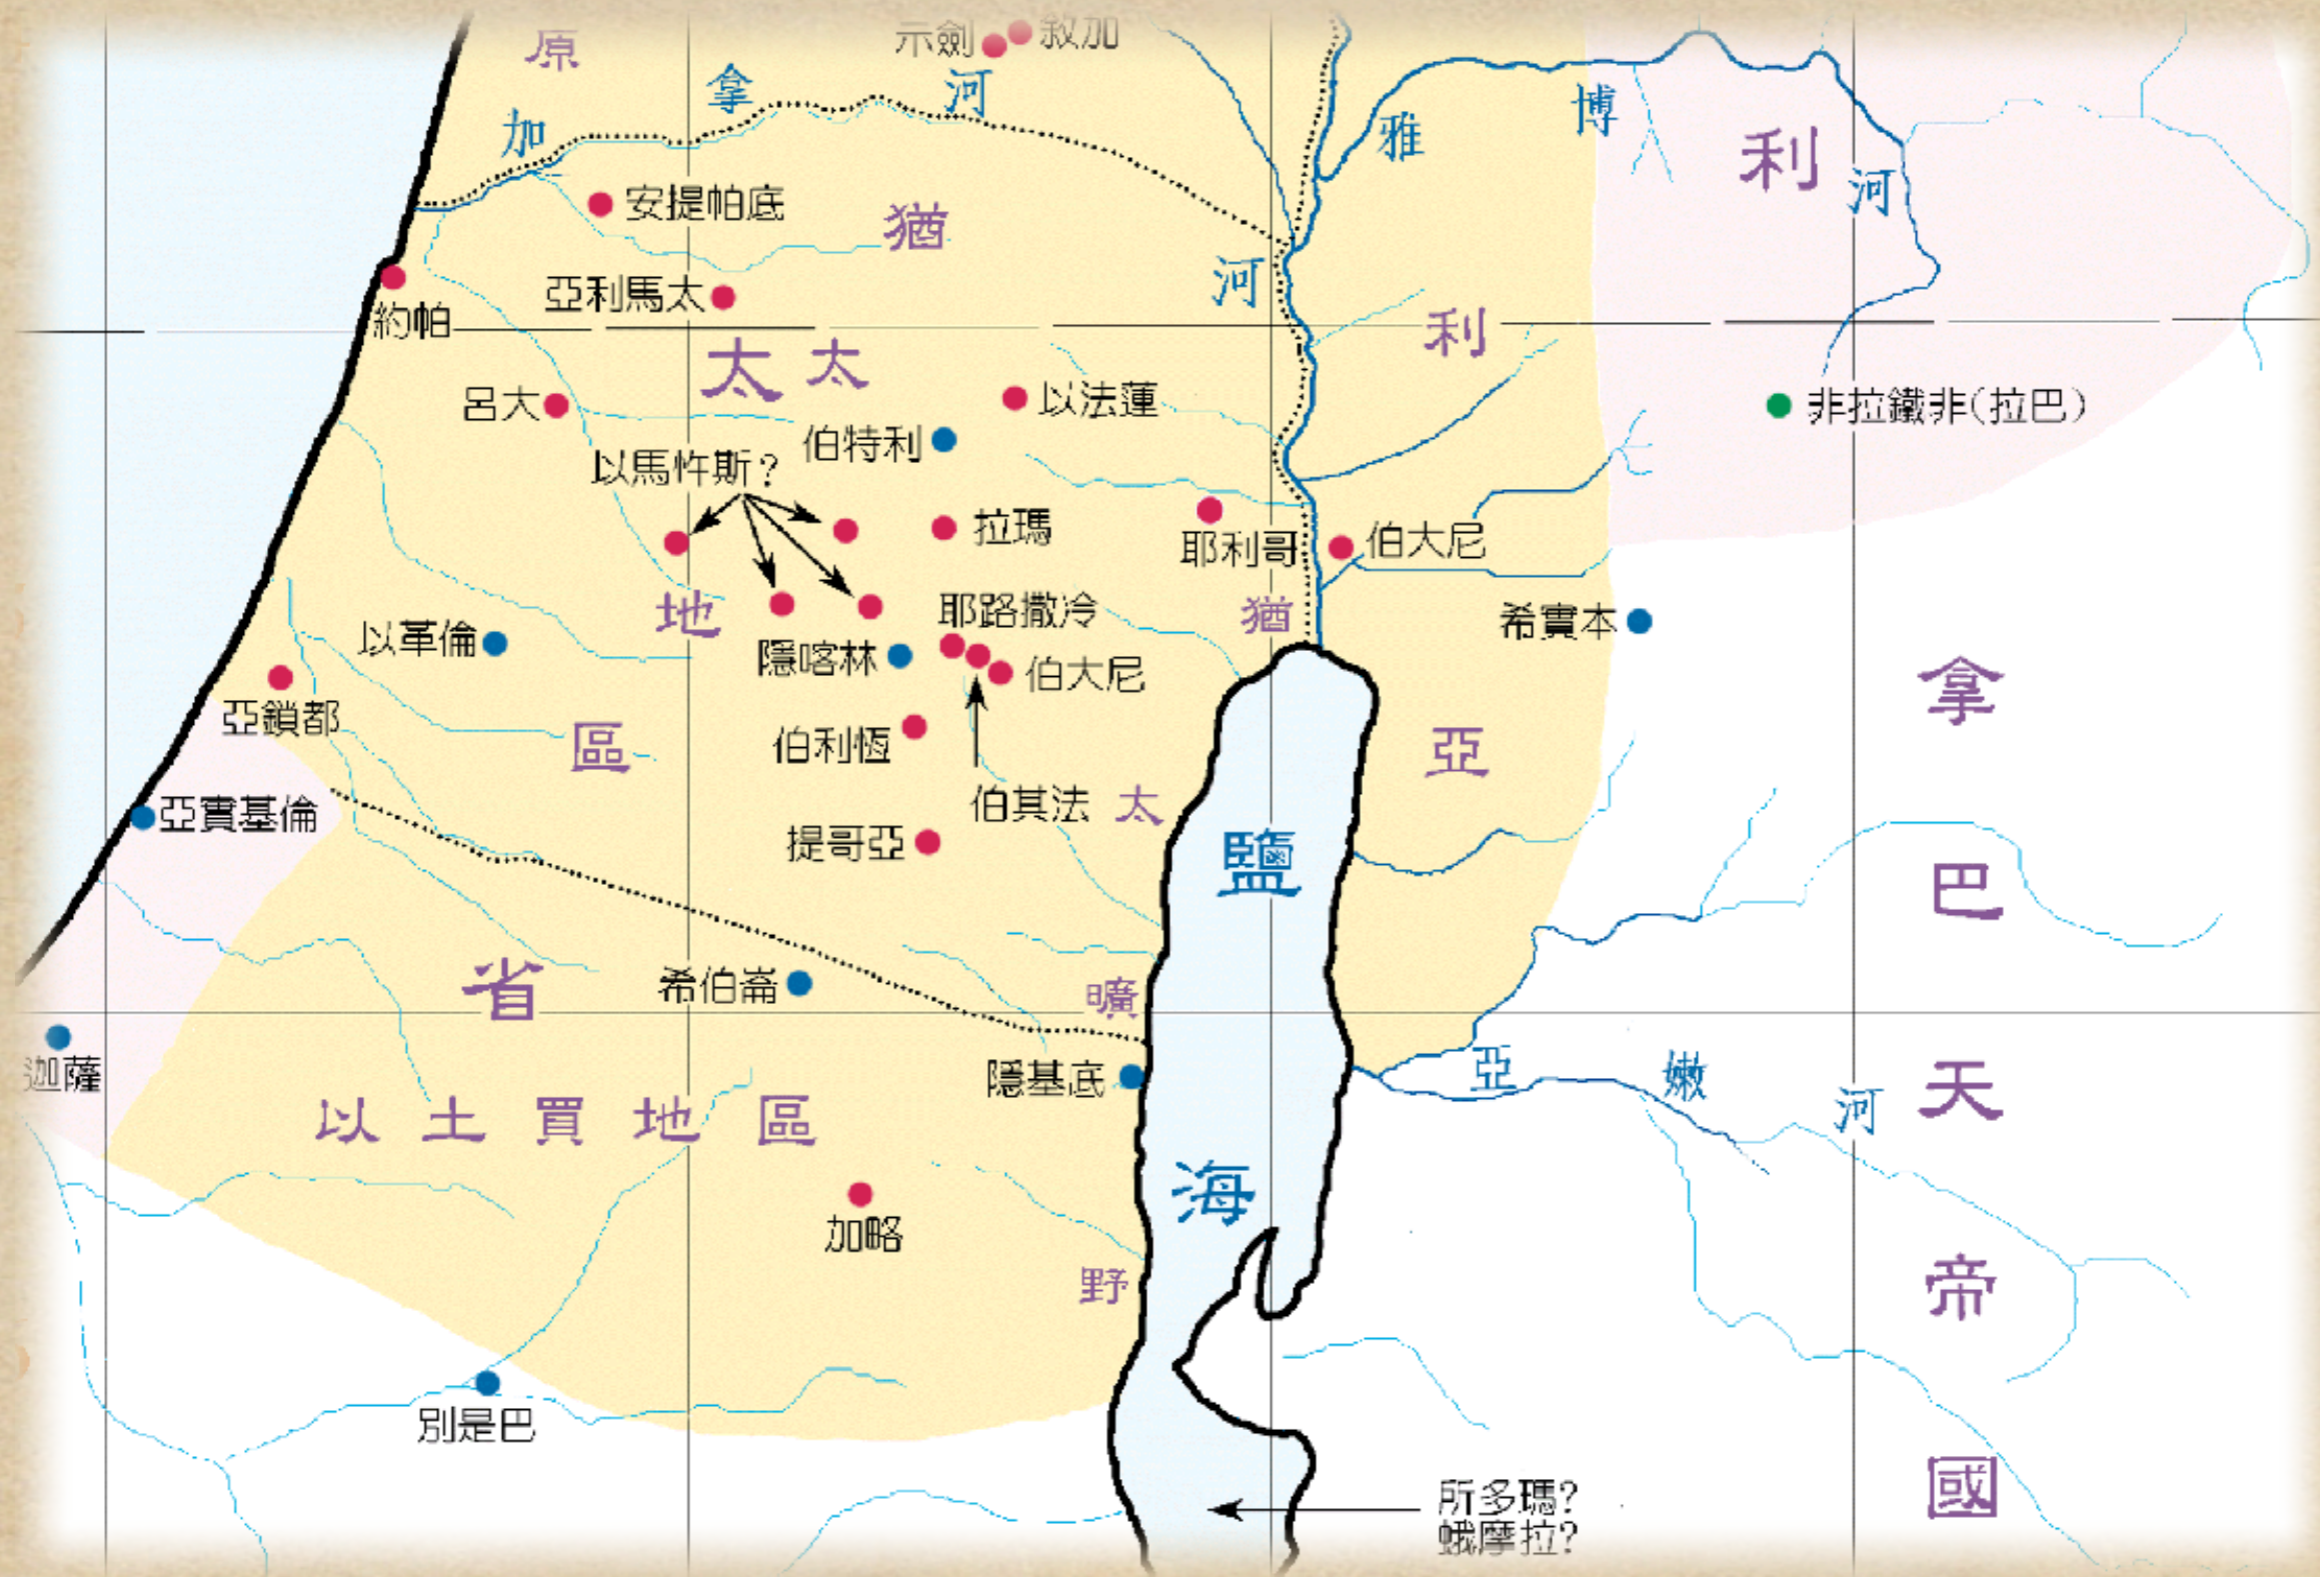 示劍
敘加
原
加
拿
河
雅
博
河
利
安提帕底
猶
亞利馬太
河
約帕
利
太
太
呂大
以法蓮
非拉鐵非(拉巴)
伯特利
以馬忤斯?
拉瑪
耶利哥
伯大尼
地
耶路撒冷
猶
希實本
以革倫
隱喀林
伯大尼
拿
亞鎖都
區
伯利恆
亞
亞實基倫
伯其法
太
提哥亞
鹽
巴
省
希伯崙
曠
迦薩
隱基底
亞
嫩
河
天
以土買地區
海
加略
野
帝
別是巴
國
所多瑪?
蛾摩拉?